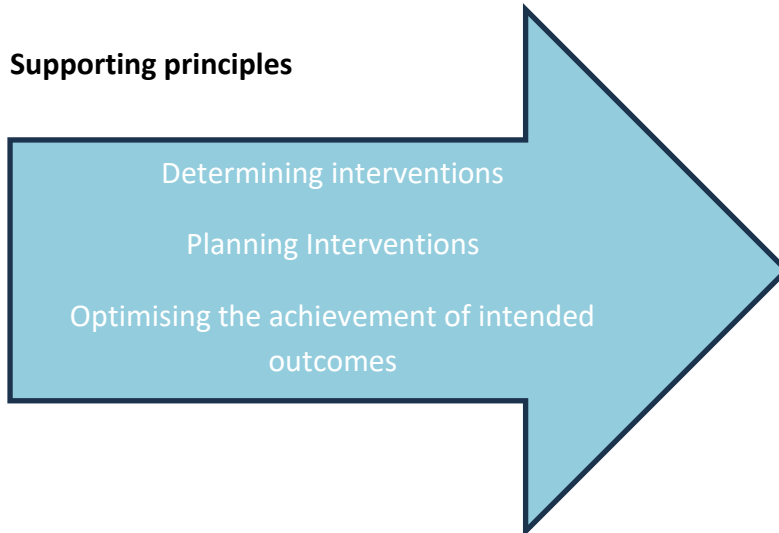 Supporting principles
Determining interventions
Planning Interventions
Optimising the achievement of intended
outcomes